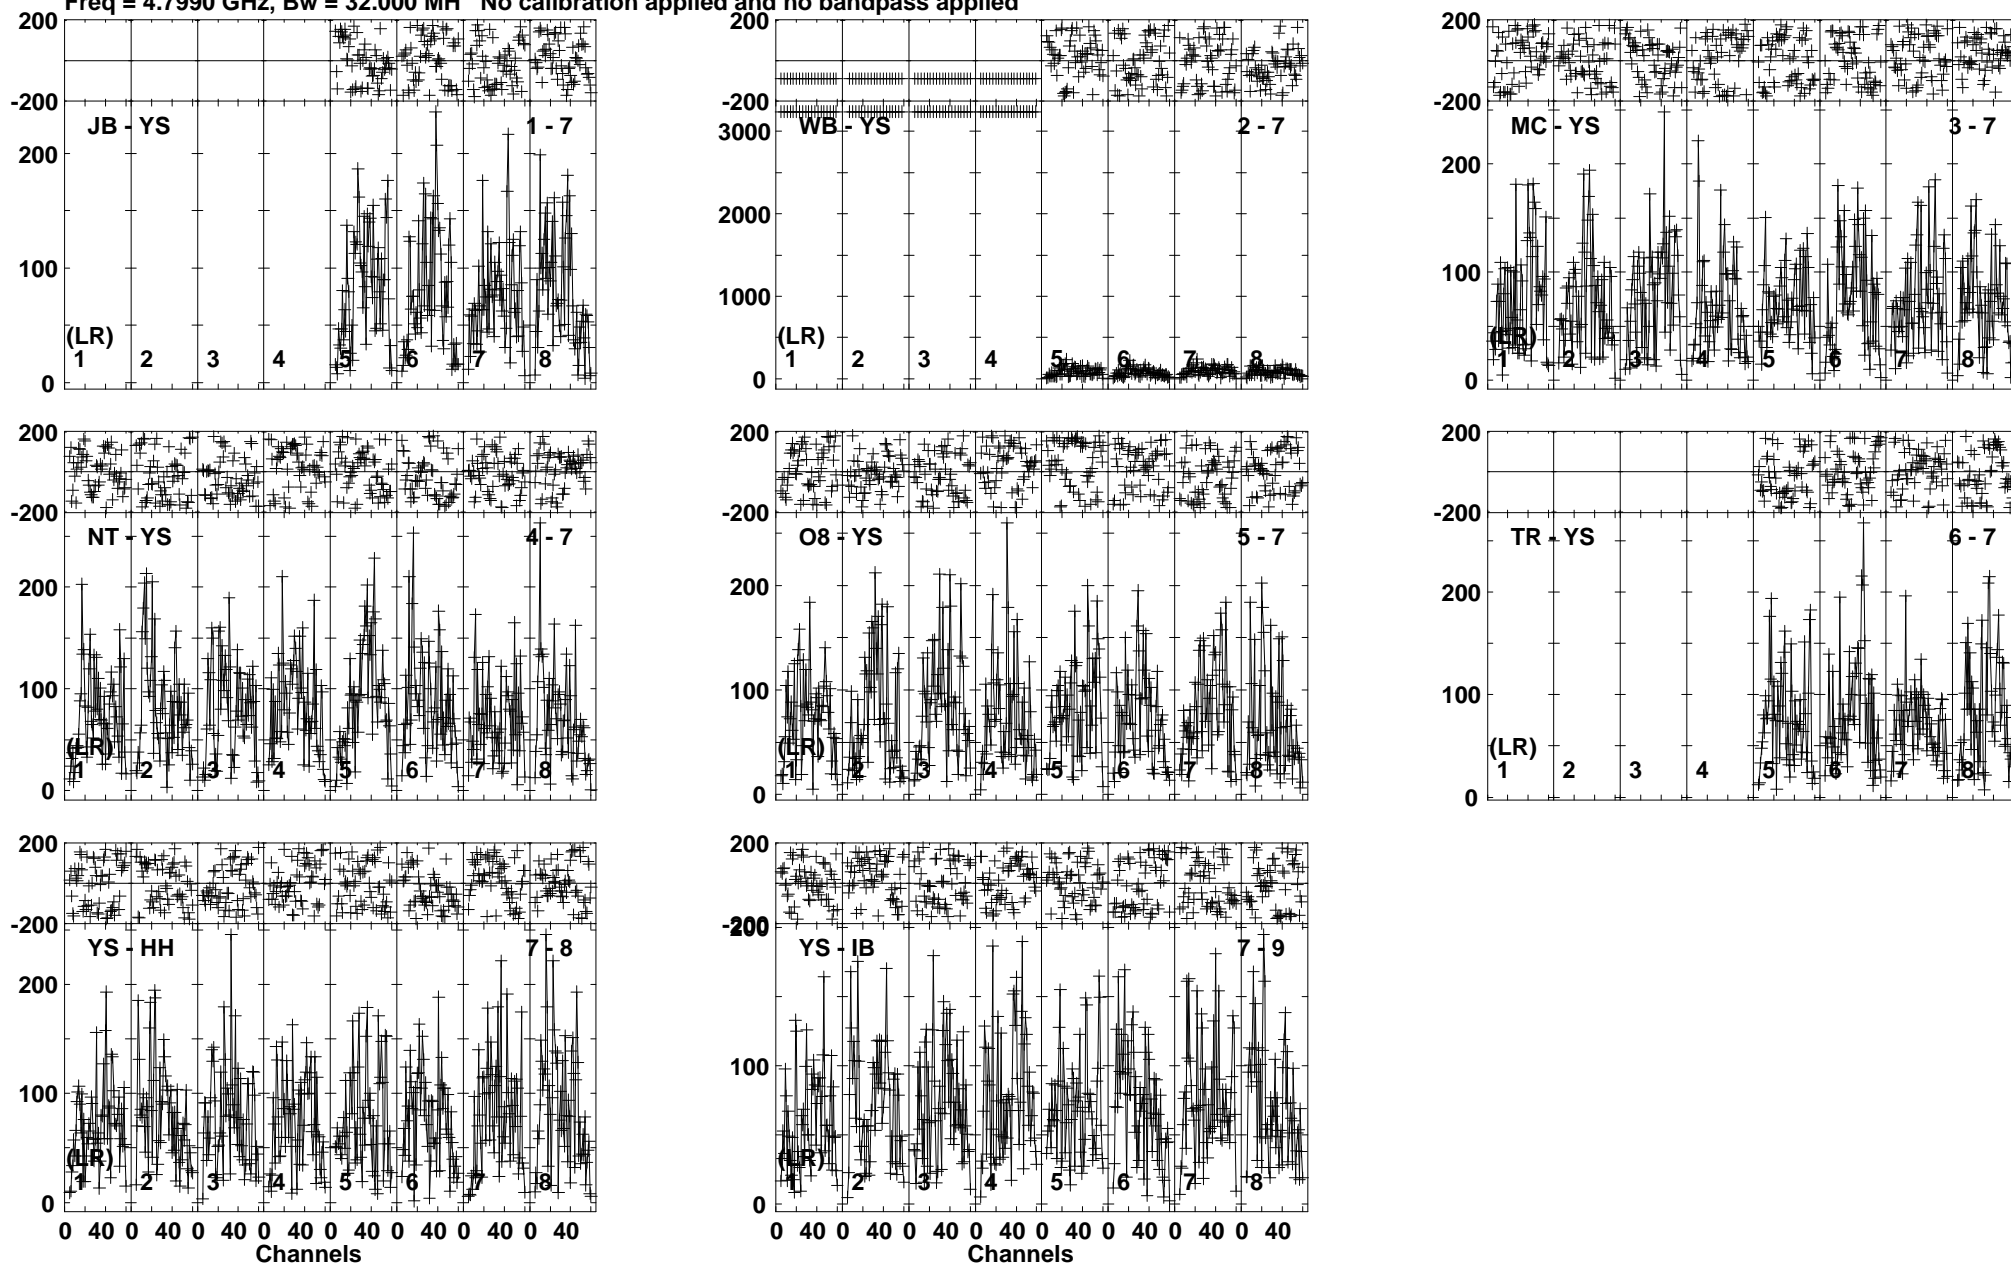 Freq = 4.7990 GHz, Bw = 32.000 MH No calibration applied and no bandpass applied
200 200 200
-200 -200 -200
JB - YS 1 - 7 WB - YS 2 - 7 MC - YS 3 - 7
3000
200 200
2000
100 1000 100
(LR) (LR) (LR)
1 2 3 4 5 6 7 8 1 2 3 4 5 6 7 8 1 2 3 4 5 6 7 8
0 0 0
200 200 200
-200 -200 -200
NT - YS 4 - 7 O8 - YS 5 - 7 TR - YS 6 - 7
200 200 200
100 100 100
(LR) (LR) (LR)
1 2 3 4 5 6 7 8 1 2 3 4 5 6 7 8 1 2 3 4 5 6 7 8
0 0 0
200 200
-200 -200
200
YS - HH 7 - 8 YS - IB 7 - 9
200
100 100
(LR) (LR)
1 2 3 4 5 6 7 8 1 2 3 4 5 6 7 8
0 0
0 40 0 40 0 40 0 40 0 40 0 40 0 40 0 40 0 40 0 40 0 40 0 40 0 40 0 40 0 40 0 40
Channels Channels